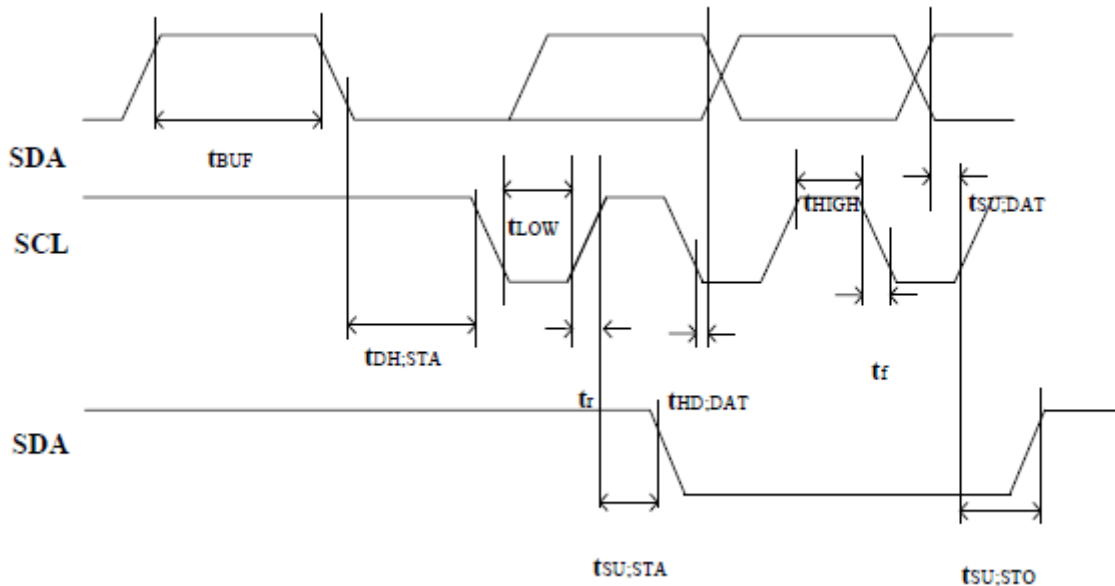 SDA
tBUF
SCL
tLOW
tHIGH
tSU;DAT
tDH;STA
tr
tHD;DAT
tf
SDA
tSU;STA
tSU;STO